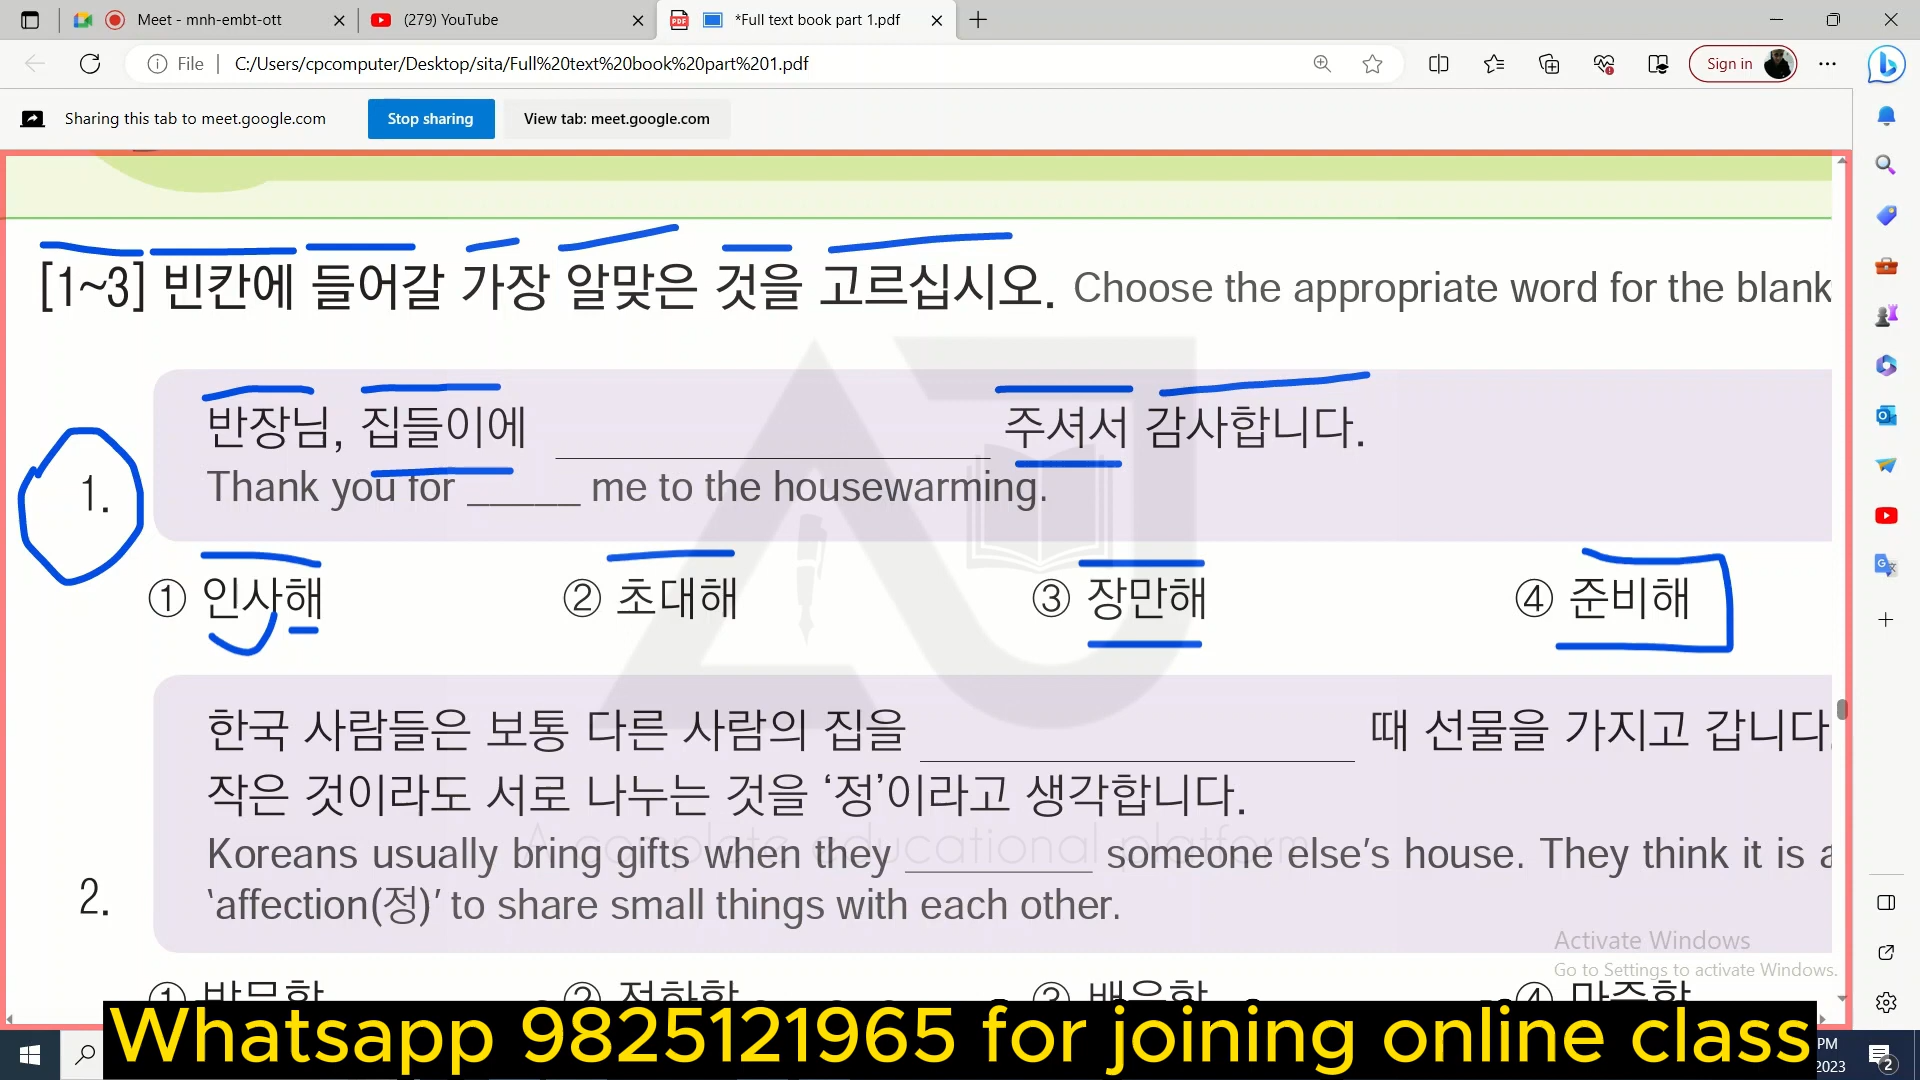 Meet - mnh-embt-ott
(279) YouTube
*Full text book part 1.pdf
File
C:/Users/cpcomputer/Desktop/sita/Full%20text%20book%20part%201.pdf
Sign in
Sharing this tab to meet.google.com
Stop sharing
View tab: meet.google.com
[1~3] 빈칸에 들어갈 가장 알맞은 것을 고르십시오. Choose the appropriate word for the blank
1.
반장님, 집들이에 ________ 주셔서 감사합니다.
Thank you for ______ me to the housewarming.
① 인사해 ② 초대해 ③ 장만해 ④ 준비해
2.
한국 사람들은 보통 다른 사람의 집을 ________ 때 선물을 가지고 갑니다.
작은 것이라도 서로 나누는 것을 ‘정’이라고 생각합니다.
Koreans usually bring gifts when they ________ someone else's house. They think it is a
‘affection(정)’ to share small things with each other.
A complete educational platform
Activate Windows
Go to Settings to activate Windows.
Whatsapp 9825121965 for joining online class
PM
2023
2